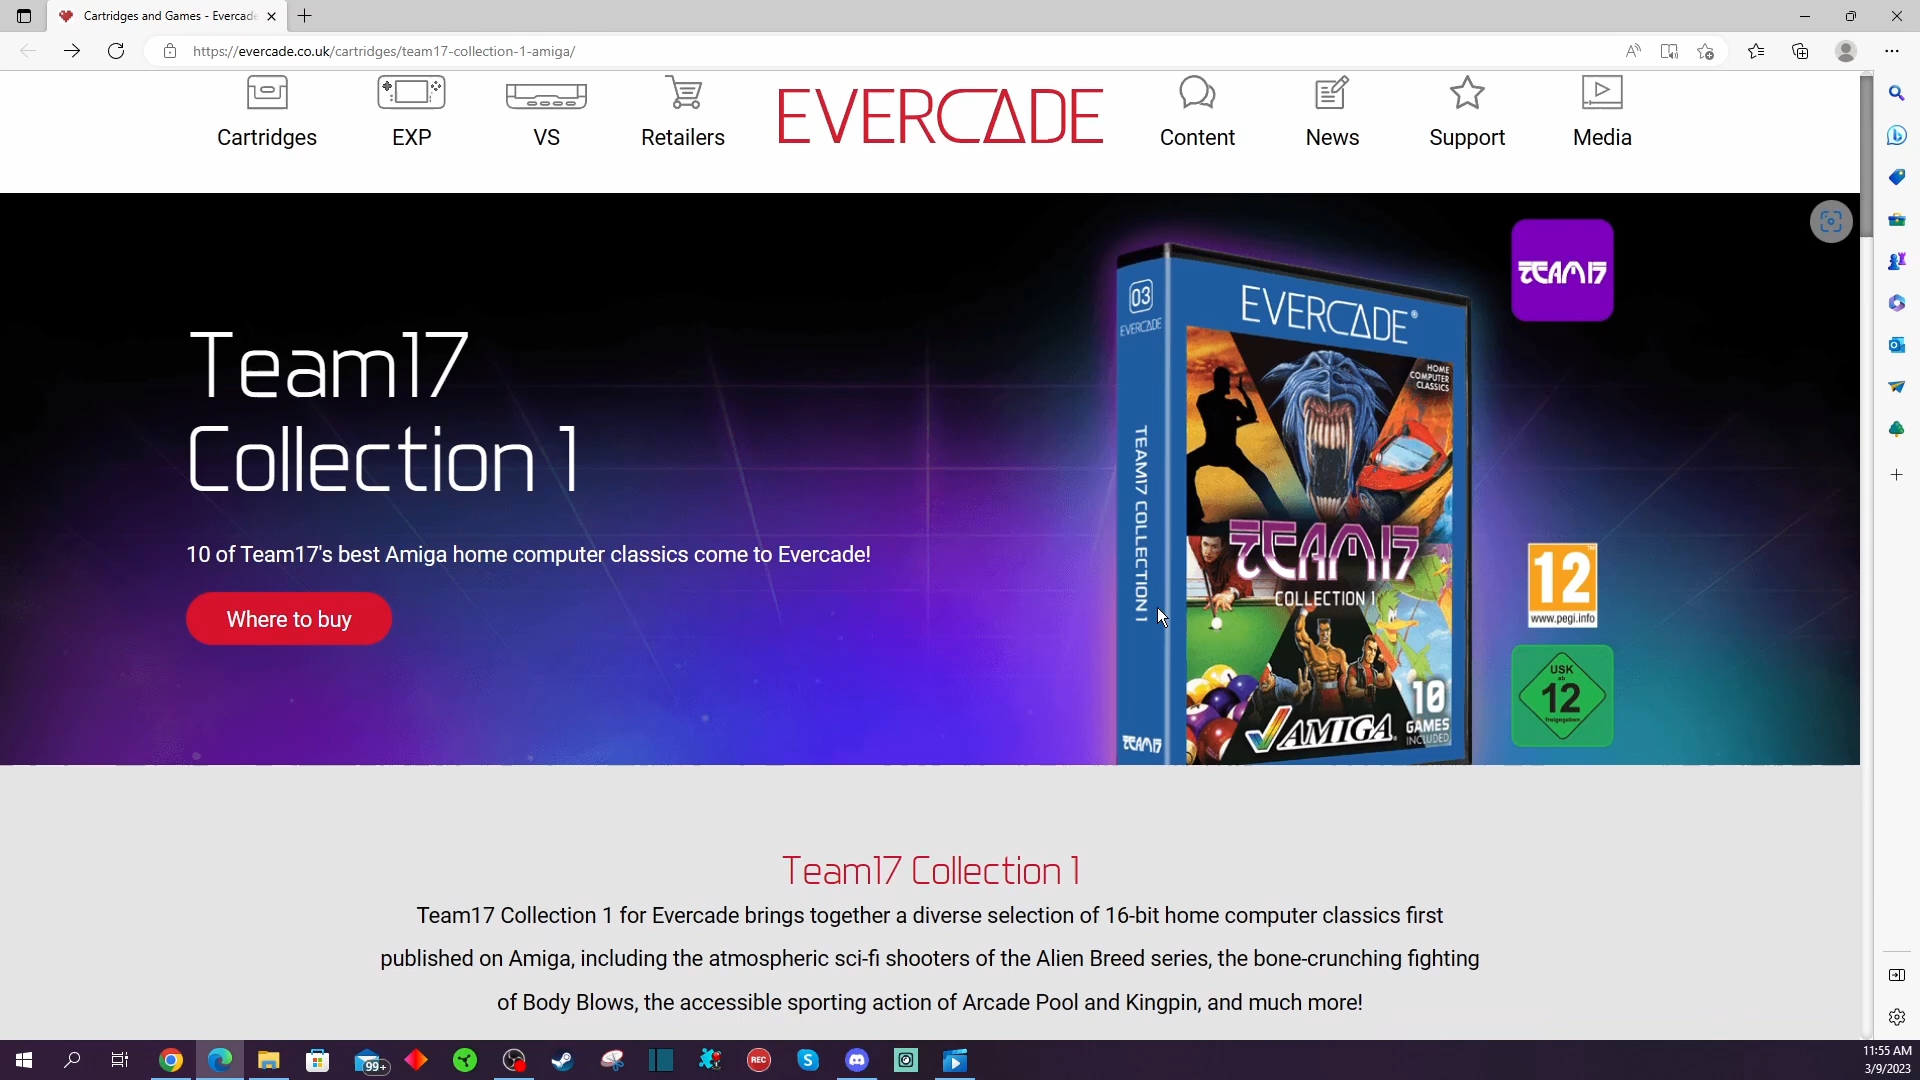 Cartridges and Games - Evercade
https://evercade.co.uk/cartridges/team17-collection-1-amiga/
Cartridges
EXP
VS
Retailers
EVERCADE
Content
News
Support
Media
Team17
Collection 1
10 of Team17's best Amiga home computer classics come to Evercade!
Where to buy
03
EVERCADE
TEAM17 COLLECTION 1
TEAM17
EVERCADE®
HOME
COMPUTER
CLASSICS
TEAM17
COLLECTION 1
AMIGA
10
GAMES
INCLUDED
TEAM17
12
www.pegi.info
USK
ab
12
freigegeben
Team17 Collection 1
Team17 Collection 1 for Evercade brings together a diverse selection of 16-bit home computer classics first
published on Amiga, including the atmospheric sci-fi shooters of the Alien Breed series, the bone-crunching fighting
of Body Blows, the accessible sporting action of Arcade Pool and Kingpin, and much more!
99+
REC
11:55 AM
3/9/2023